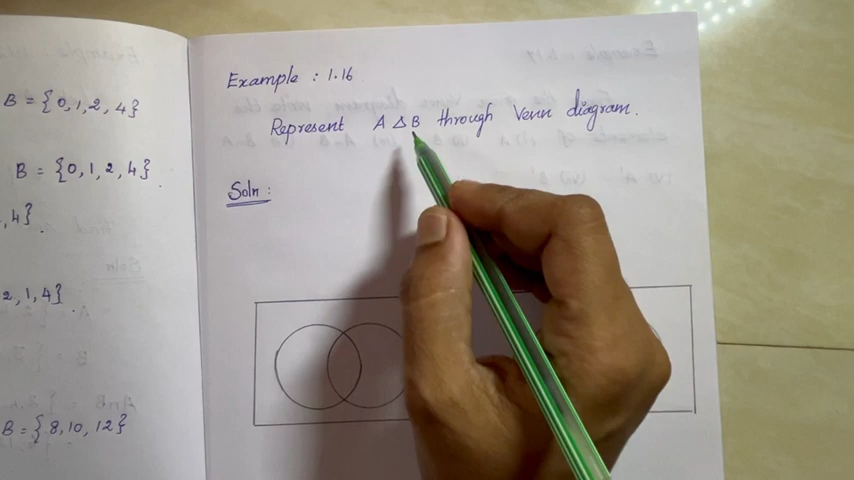 B = {0,1,2,4}
B = {0,1,2,4}.
,4}.
2,1,4}.
B = {8,10,12}
Example : 1.16
Represent A Δ B through Venn diagram.
Soln :